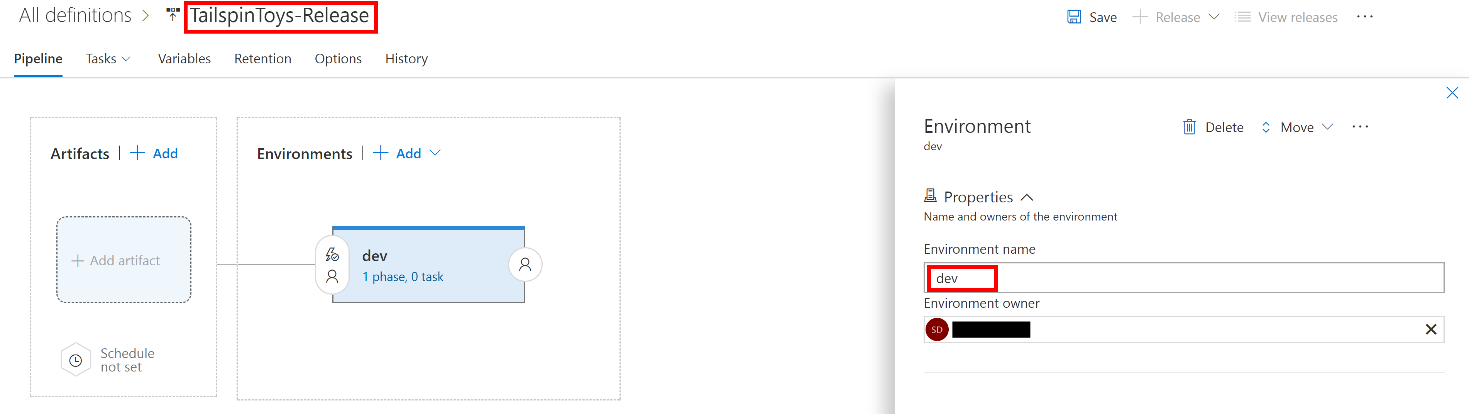 All definitions > TailspinToys-Release
Save
Release
View releases
...
Pipeline
Tasks
Variables
Retention
Options
History
Artifacts | + Add
+ Add artifact
Schedule
not set
Environments | + Add
dev
1 phase, 0 task
Environment
dev
Delete
Move
...
Properties
Name and owners of the environment
Environment name
dev
Environment owner
SD